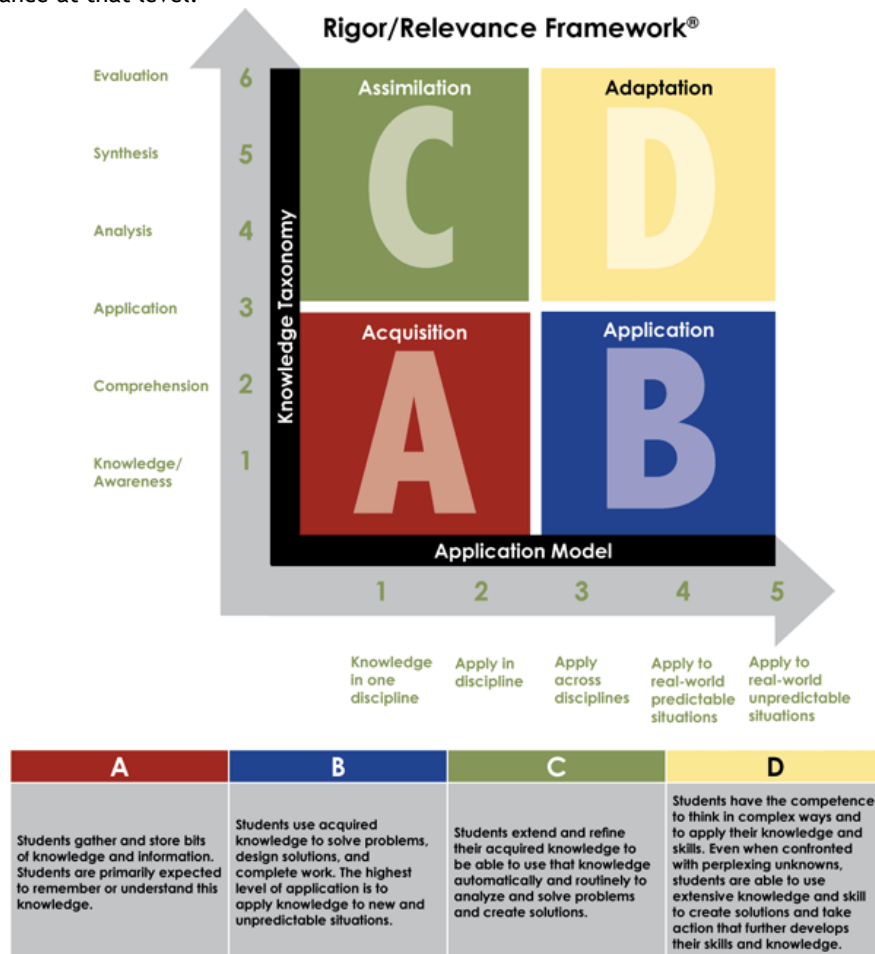 ance at that level.
Rigor/Relevance Framework®
Evaluation 6
Synthesis 5
Analysis 4
Application 3
Comprehension 2
Knowledge/
Awareness 1
Knowledge Taxonomy
Assimilation
C
Adaptation
D
Acquisition
A
Application
B
Application Model
1 2 3 4 5
Knowledge
in one
discipline
Apply in
discipline
Apply
across
disciplines
Apply to
real-world
predictable
situations
Apply to
real-world
unpredictable
situations
A
Students gather and store bits
of knowledge and information.
Students are primarily expected
to remember or understand this
knowledge.
B
Students use acquired
knowledge to solve problems,
design solutions, and
complete work. The highest
level of application is to
apply knowledge to new and
unpredictable situations.
C
Students extend and refine
their acquired knowledge to
be able to use that knowledge
automatically and routinely to
analyze and solve problems
and create solutions.
D
Students have the competence
to think in complex ways and
to apply their knowledge and
skills. Even when confronted
with perplexing unknowns,
students are able to use
extensive knowledge and skill
to create solutions and take
action that further develops
their skills and knowledge.